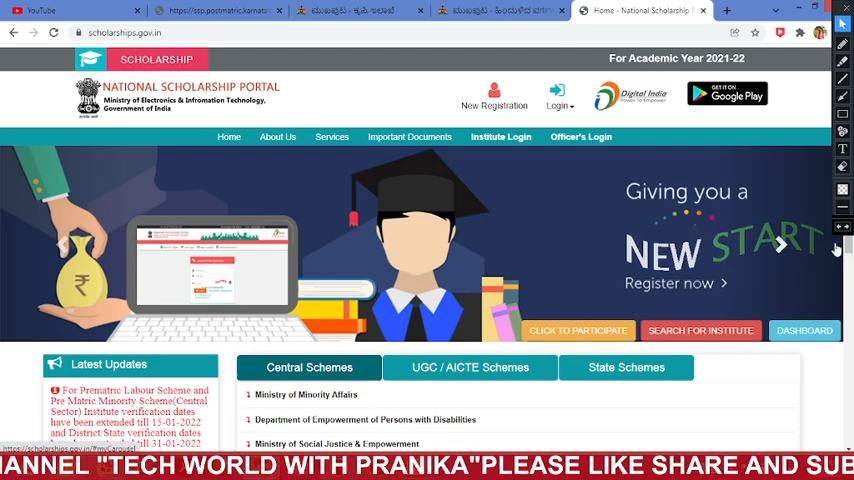 YouTube
https://ssp.postmatric.karnata
ಮುಖಪುಟ - ಕೃಷಿ ಇಲಾಖೆ
ಮುಖಪುಟ - ಹಿಂದುಳಿದ ವರ್ಗಗ
Home - National Scholarship
scholarships.gov.in
SCHOLARSHIP
For Academic Year 2021-22
NATIONAL SCHOLARSHIP PORTAL
Ministry of Electronics & Infromation Technology,
Government of India
New Registration
Login
Digital India
Power To Empower
GET IT ON
Google Play
Home
About Us
Services
Important Documents
Institute Login
Officer's Login
Giving you a
NEW START
Register now >
CLICK TO PARTICIPATE
SEARCH FOR INSTITUTE
DASHBOARD
Latest Updates
Central Schemes
UGC / AICTE Schemes
State Schemes
For Prematric Labour Scheme and
Pre Matric Minority Scheme(Central
Sector) Institute verification dates
have been extended till 15-01-2022
and District/State verification dates
till 31-01-2022
Ministry of Minority Affairs
Department of Empowerment of Persons with Disabilities
Ministry of Social Justice & Empowerment
https://scholarships.gov.in/#myCarousel
HANNEL "TECH WORLD WITH PRANIKA"PLEASE LIKE SHARE AND SUB